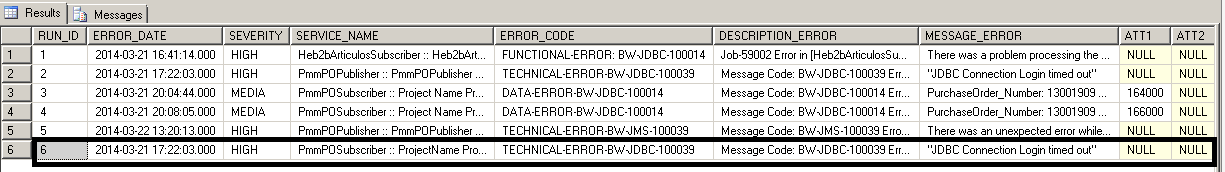 Results Messages
RUN_ID ERROR_DATE SEVERITY SERVICE_NAME ERROR_CODE DESCRIPTION_ERROR MESSAGE_ERROR ATT1 ATT2
1 1 2014-03-21 16:41:14.000 HIGH Heb2bArticulosSubscriber :: Heb2bArt... FUNCTIONAL-ERROR: BW-JDBC-100014 Job-59002 Error in [Heb2bArticulosSu... There was a problem processing the ... NULL NULL
2 2 2014-03-21 17:22:03.000 HIGH PmmPOPublisher :: PmmPOPublisher ... TECHNICAL-ERROR-BW-JDBC-100039 Message Code: BW-JDBC-100039 Err... "JDBC Connection Login timed out" NULL NULL
3 3 2014-03-21 20:04:44.000 MEDIA PmmPOSubscriber :: Project Name Pr... DATA-ERROR-BW-JDBC-100014 Message Code: BW-JDBC-100014 Err... PurchaseOrder_Number: 13001909 ... 164000 NULL
4 4 2014-03-21 20:08:05.000 MEDIA PmmPOSubscriber :: Project Name Pr... DATA-ERROR-BW-JDBC-100014 Message Code: BW-JDBC-100014 Err... PurchaseOrder_Number: 13001909 ... 166000 NULL
5 5 2014-03-22 13:20:13.000 HIGH PmmPOPublisher :: PmmPOPublisher ... TECHNICAL-ERROR-BW-JMS-100039 Message Code: BW-JMS-100039 Erro... There was an unexpected error while... NULL NULL
6 6 2014-03-21 17:22:03.000 HIGH PmmPOSubscriber :: ProjectName Pro... TECHNICAL-ERROR-BW-JDBC-100039 Message Code: BW-JDBC-100039 Err... "JDBC Connection Login timed out" NULL NULL